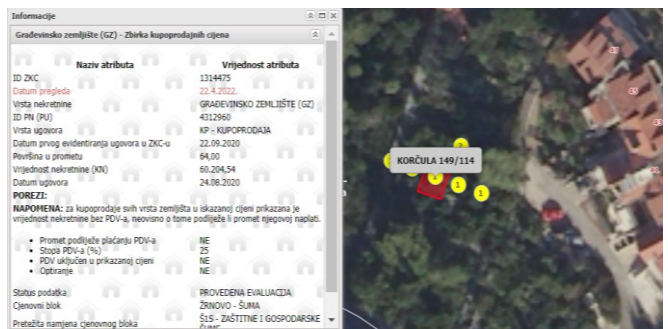 Informacije
Građevinsko zemljište (GZ) - Zbirka kupoprodajnih cijena
Naziv atributa Vrijednost atributa
ID ZKC 1314475
Datum pregleda 22.4.2022.
Vrsta nekretnine GRAĐEVINSKO ZEMLJIŠTE (GZ)
ID PN (PU) 4312960
Vrsta ugovora KP - KUPOPRODAJA
Datum prvog evidentiranja ugovora u ZKC-u 22.09.2020
Površina u prometu 64,00
Vrijednost nekretnine (KN) 60.204,54
Datum ugovora 24.08.2020
POREZI:
NAPOMENA: za kupoprodaje svih vrsta zemljišta u iskazanoj cijeni prikazana je
vrijednost nekretnine bez PDV-a, neovisno o tome podliježe li promet njegovoj naplati.
• Promet podliježe plaćanju PDV-a NE
• Stopa PDV-a (%) 25
• PDV uključen u prikazanoj cijeni NE
• Optiranje NE
Status podatka PROVEDENA EVALUACIJA
Cjenovni blok ŽRNOVO - ŠUMA
Pretežita namjena cjenovnog bloka Š1Š - ZAŠTITNE I GOSPODARSKE
ŠUME
47
45
43
KORČULA 149/114
1
1